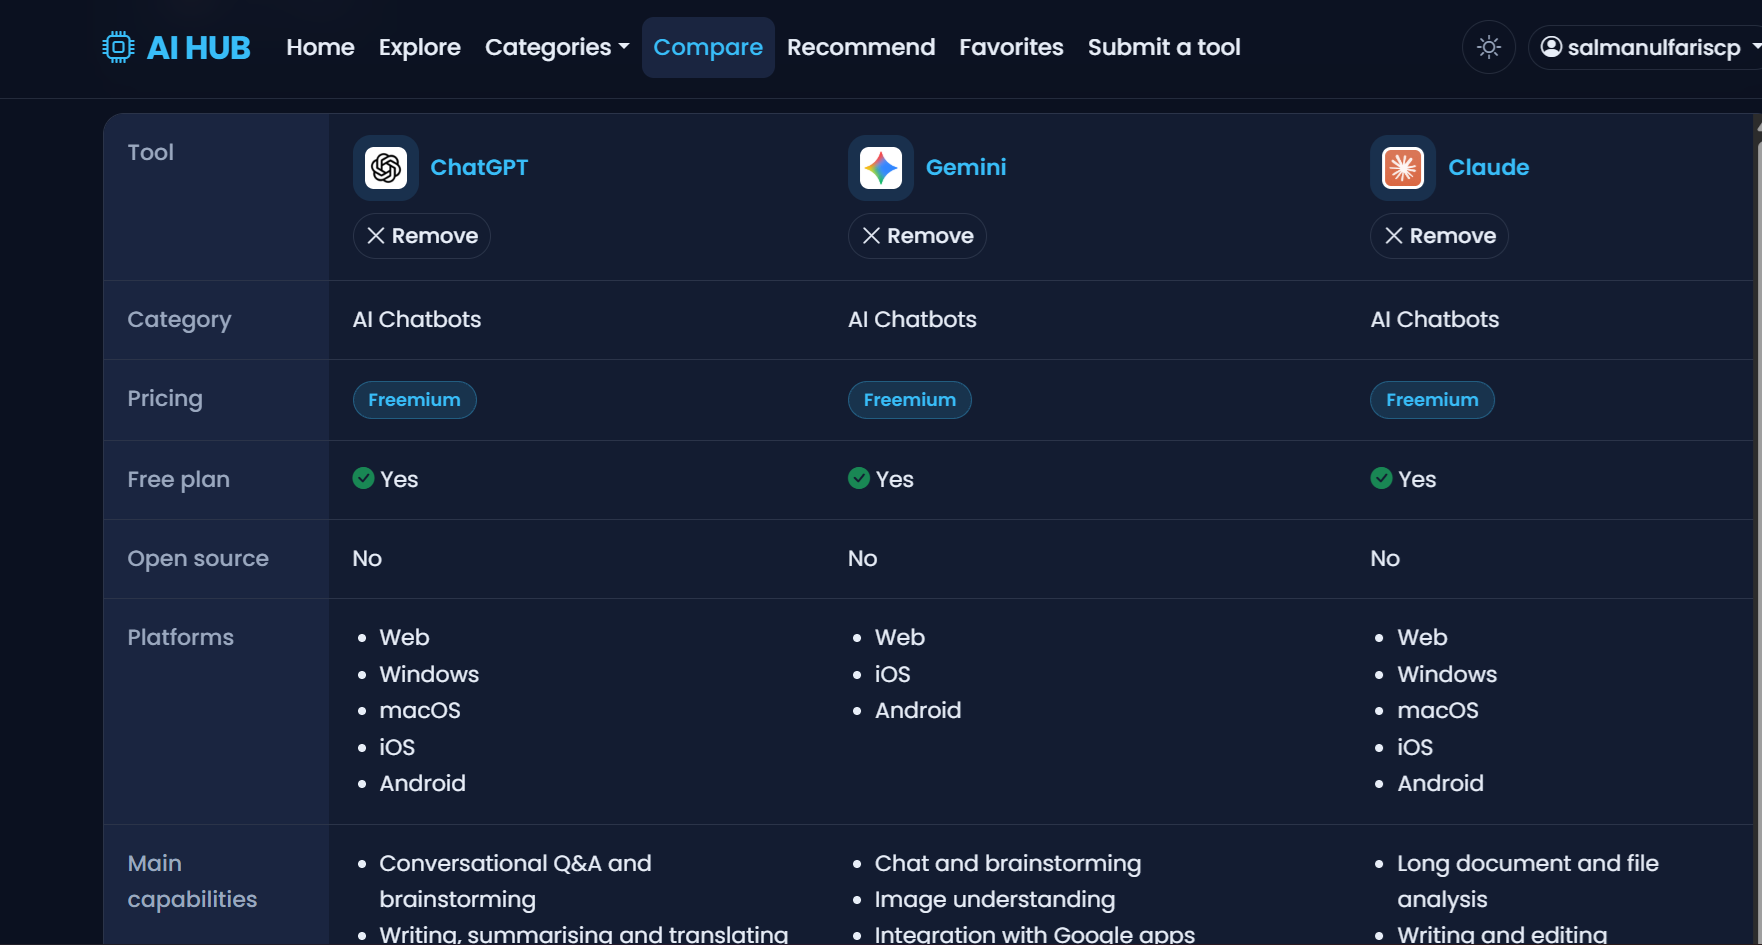 AI HUB
Home Explore Categories Compare Recommend Favorites Submit a tool salmanulfariscp
Tool ChatGPT Gemini Claude
Remove Remove Remove
Category AI Chatbots AI Chatbots AI Chatbots
Pricing Freemium Freemium Freemium
Free plan Yes Yes Yes
Open source No No No
Platforms
• Web
• Windows
• macOS
• iOS
• Android
• Web
• iOS
• Android
• Web
• Windows
• macOS
• iOS
• Android
Main
capabilities
• Conversational Q&A and
brainstorming
• Writing, summarising and translating
• Chat and brainstorming
• Image understanding
• Integration with Google apps
• Long document and file
analysis
• Writing and editing